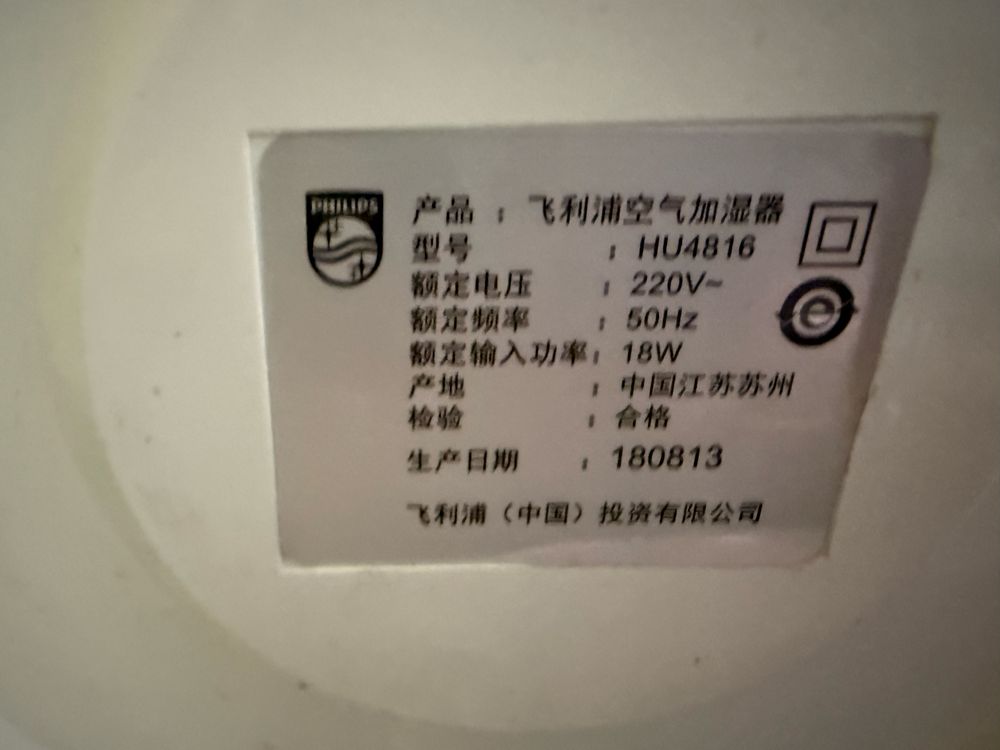 PHILIPS
产品：飞利浦空气加湿器
型号：HU4816
额定电压：220V~
额定频率：50Hz
额定输入功率：18W
产地：中国江苏苏州
检验：合格
生产日期：180813
飞利浦（中国）投资有限公司
e